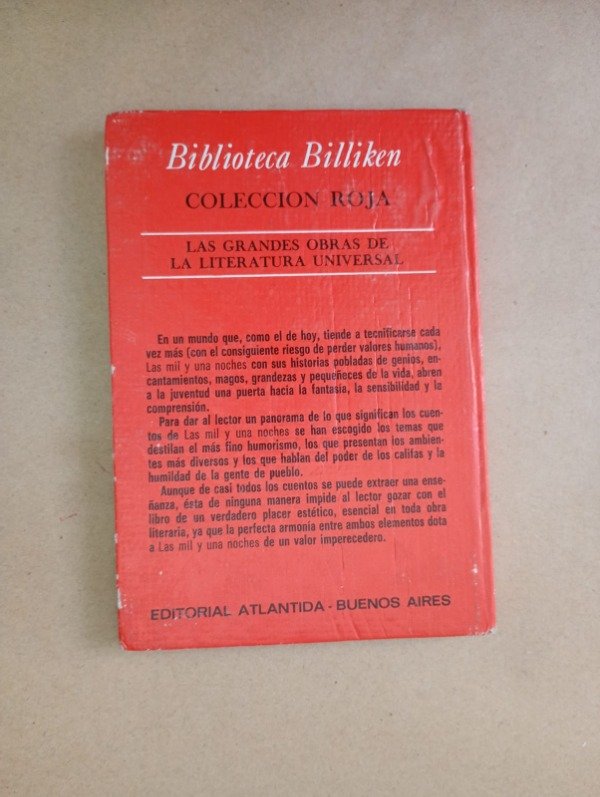 Biblioteca Billiken
COLECCION ROJA
LAS GRANDES OBRAS DE
LA LITERATURA UNIVERSAL
En un mundo que, como el de hoy, tiende a tecnificarse cada
vez más (con el consiguiente riesgo de perder valores humanos),
Las mil y una noches con sus historias pobladas de genios, en-
cantamientos, magos, grandezas y pequeñeces de la vida, abren
a la juventud una puerta hacia la fantasía, la sensibilidad y la
comprensión.
Para dar al lector un panorama de lo que significan los cuen-
tos de Las mil y una noches se han escogido los temas que
destilan el más fino humorismo, los que presentan los ambien-
tes más diversos y los que hablan del poder de los califas y la
humildad de la gente de pueblo.
Aunque de casi todos los cuentos se puede extraer una ense-
ñanza, ésta de ninguna manera impide al lector gozar con el
libro de un verdadero placer estético, esencial en toda obra
literaria, ya que la perfecta armonía entre ambos elementos dota
a Las mil y una noches de un valor imperecedero.
EDITORIAL ATLANTIDA - BUENOS AIRES